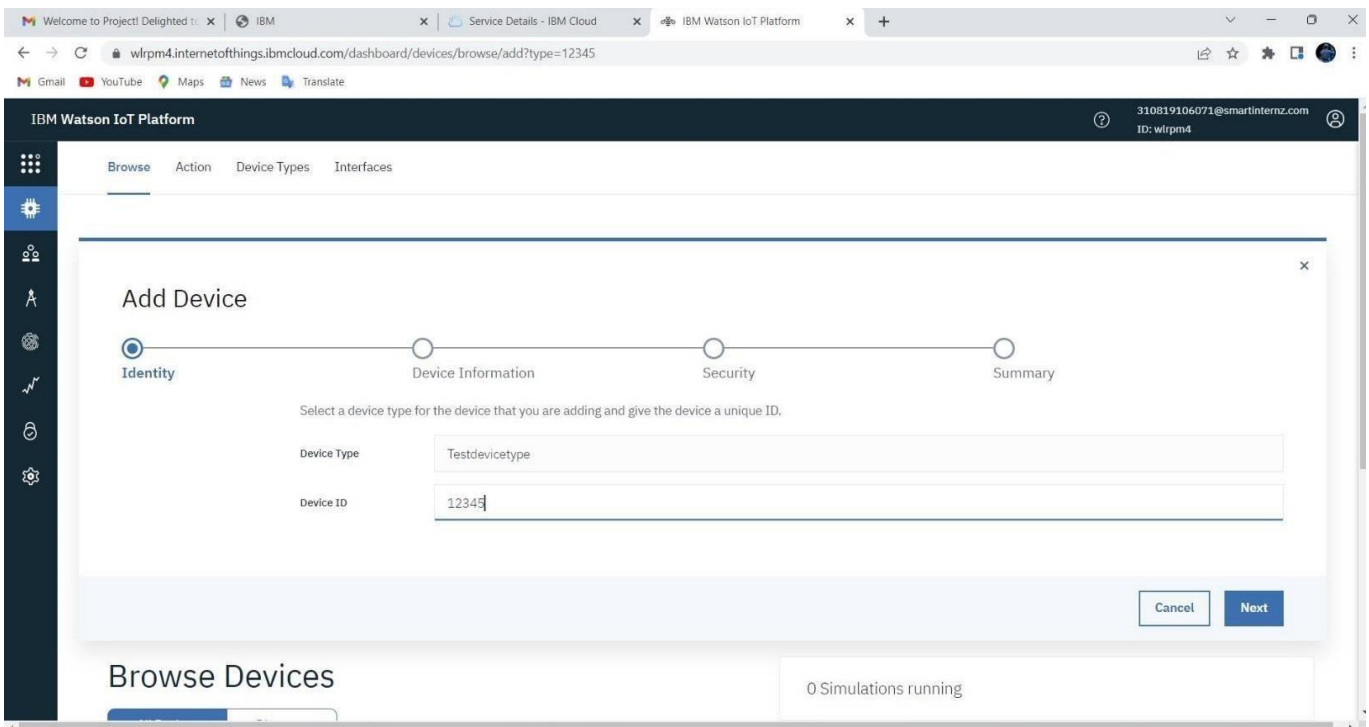 Welcome to Project! Delighted to
IBM
Service Details - IBM Cloud
IBM Watson IoT Platform
wlrpm4.internetofthings.ibmcloud.com/dashboard/devices/browse/add?type=12345
Gmail YouTube Maps News Translate
IBM Watson IoT Platform
310819106071@smartinternz.com
ID: wlrpm4
Browse Action Device Types Interfaces
Add Device
Identity Device Information Security Summary
Select a device type for the device that you are adding and give the device a unique ID.
Device Type Testdevicetype
Device ID 12345
Cancel Next
Browse Devices
0 Simulations running